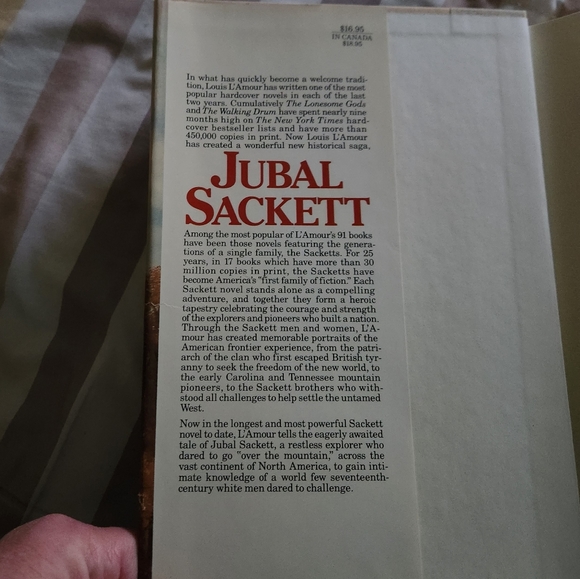 $16.95
IN CANADA
$18.95
In what has quickly become a welcome tradi-
tion, Louis L'Amour has written one of the most
popular hardcover novels in each of the last
two years. Cumulatively The Lonesome Gods
and The Walking Drum have spent nearly nine
months high on The New York Times hard-
cover bestseller lists and have more than
450,000 copies in print. Now Louis L'Amour
has created a wonderful new historical saga,
JUBAL
SACKETT
Among the most popular of L'Amour's 91 books
have been those novels featuring the genera-
tions of a single family, the Sacketts. For 25
years, in 17 books which have more than 30
million copies in print, the Sacketts have
become America's "first family of fiction." Each
Sackett novel stands alone as a compelling
adventure, and together they form a heroic
tapestry celebrating the courage and strength
of the explorers and pioneers who built a nation.
Through the Sackett men and women, L'A-
mour has created memorable portraits of the
American frontier experience, from the patri-
arch of the clan who first escaped British tyr-
anny to seek the freedom of the new world, to
the early Carolina and Tennessee mountain
pioneers, to the Sackett brothers who with-
stood all challenges to help settle the untamed
West.
Now in the longest and most powerful Sackett
novel to date, L'Amour tells the eagerly awaited
tale of Jubal Sackett, a restless explorer who
dared to go "over the mountain," across the
vast continent of North America, to gain inti-
mate knowledge of a world few seventeenth-
century white men dared to challenge.